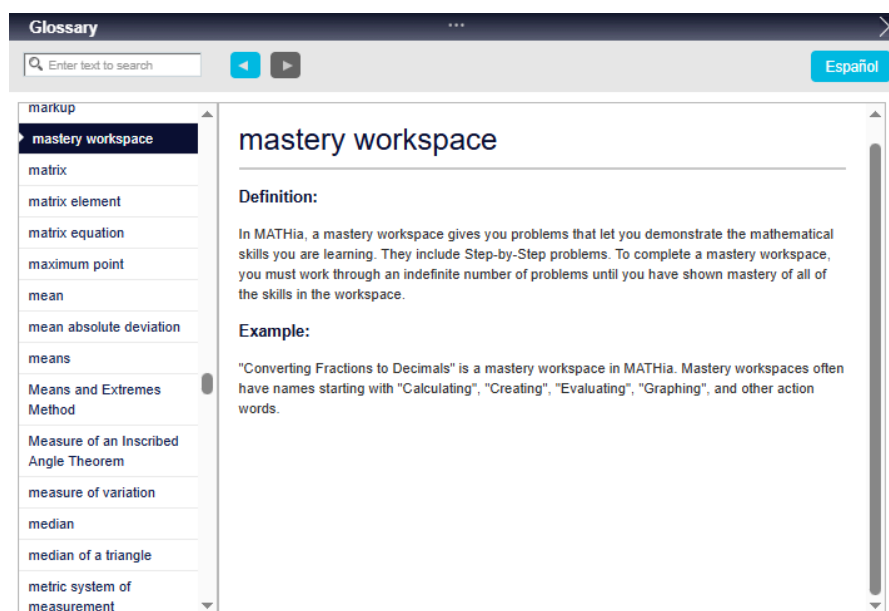 Glossary
Enter text to search
Español
markup
mastery workspace
matrix
matrix element
matrix equation
maximum point
mean
mean absolute deviation
means
Means and Extremes
Method
Measure of an Inscribed
Angle Theorem
measure of variation
median
median of a triangle
metric system of
measurement
mastery workspace
Definition:
In MATHia, a mastery workspace gives you problems that let you demonstrate the mathematical
skills you are learning. They include Step-by-Step problems. To complete a mastery workspace,
you must work through an indefinite number of problems until you have shown mastery of all of
the skills in the workspace.
Example:
"Converting Fractions to Decimals" is a mastery workspace in MATHia. Mastery workspaces often
have names starting with "Calculating", "Creating", "Evaluating", "Graphing", and other action
words.